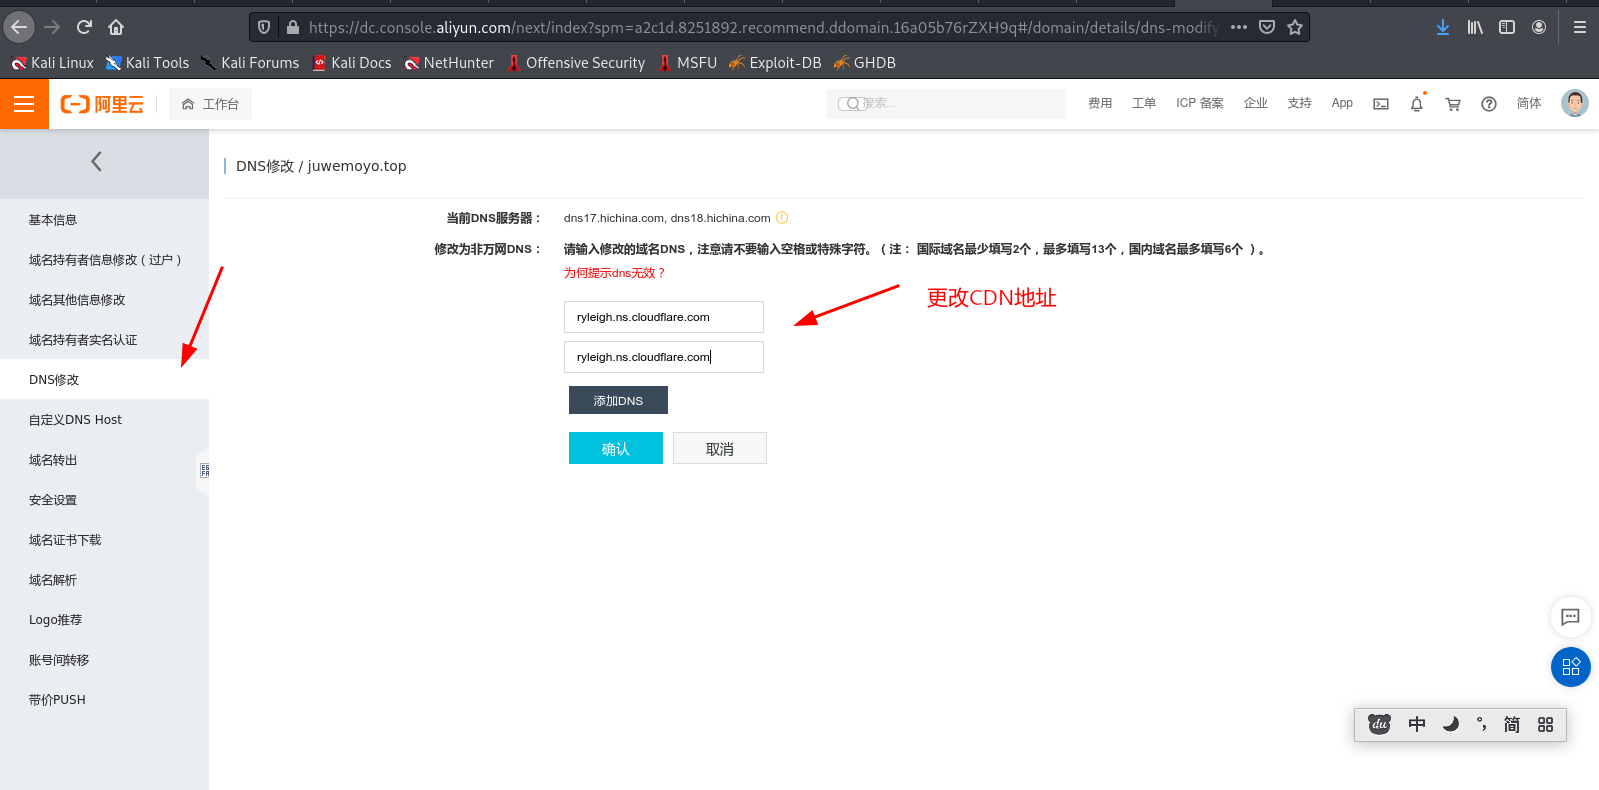 https://dc.console.aliyun.com/next/index?spm=a2c1d.8251892.recommend.ddomain.16a05b76rZXH9q#/domain/details/dns-modify
Kali Linux Kali Tools Kali Forums Kali Docs NetHunter Offensive Security MSFU Exploit-DB GHDB
阿里云 工作台 搜索... 费用 工单 ICP 备案 企业 支持 App 简体
DNS修改 / juwemoyo.top
基本信息
域名持有者信息修改（过户）
域名其他信息修改
域名持有者实名认证
DNS修改
自定义DNS Host
域名转出
安全设置
域名证书下载
域名解析
Logo推荐
账号间转移
带价PUSH
当前DNS服务器： dns17.hichina.com, dns18.hichina.com
修改为非万网DNS： 请输入修改的域名DNS，注意请不要输入空格或特殊字符。（注： 国际域名最少填写2个，最多填写13个，国内域名最多填写6个 ）。
为何提示dns无效？
ryleigh.ns.cloudflare.com
更改CDN地址
ryleigh.ns.cloudflare.com
添加DNS
确认 取消
du 中 °, 简